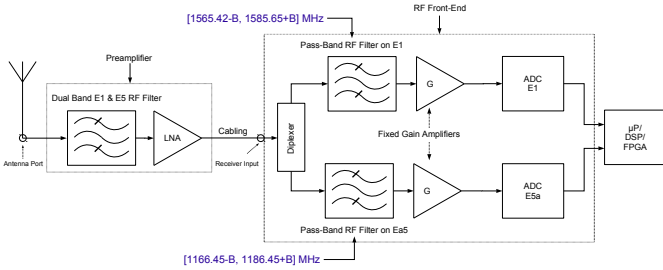 [1565.42-B, 1585.65+B] MHz
RF Front-End
Pass-Band RF Filter on E1
Preamplifier
Dual Band E1 & E5 RF Filter
LNA
Cabling
Antenna Port
Receiver Input
Diplexer
G
ADC
E1
Fixed Gain Amplifiers
µP/
DSP/
FPGA
G
ADC
E5a
Pass-Band RF Filter on Ea5
[1166.45-B, 1186.45+B] MHz